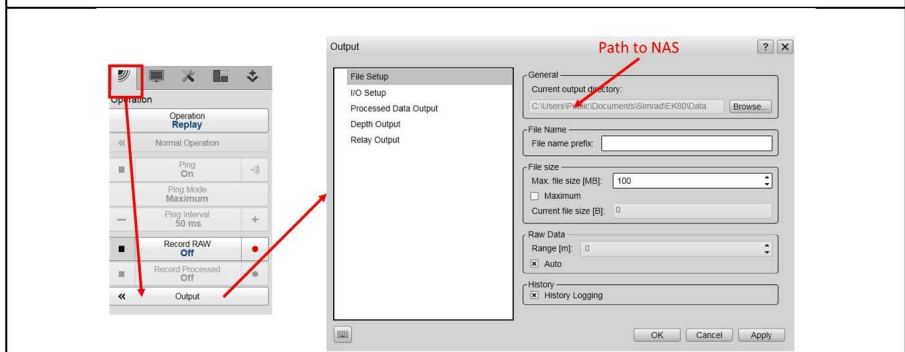 Operation
Operation
Replay
Normal Operation
Ping
On
Ping Mode
Maximum
Ping Interval
50 ms
Record RAW
Off
Record Processed
Off
Output
Output
Path to NAS
File Setup
I/O Setup
Processed Data Output
Depth Output
Relay Output
General
Current output directory:
C:\Users\Public\Documents\Simrad\EK80\Data
Browse...
File Name
File name prefix:
File size
Max. file size [MB]: 100
Maximum
Current file size [B]: 0
Raw Data
Range [m]: 0
Auto
History
History Logging
OK Cancel Apply